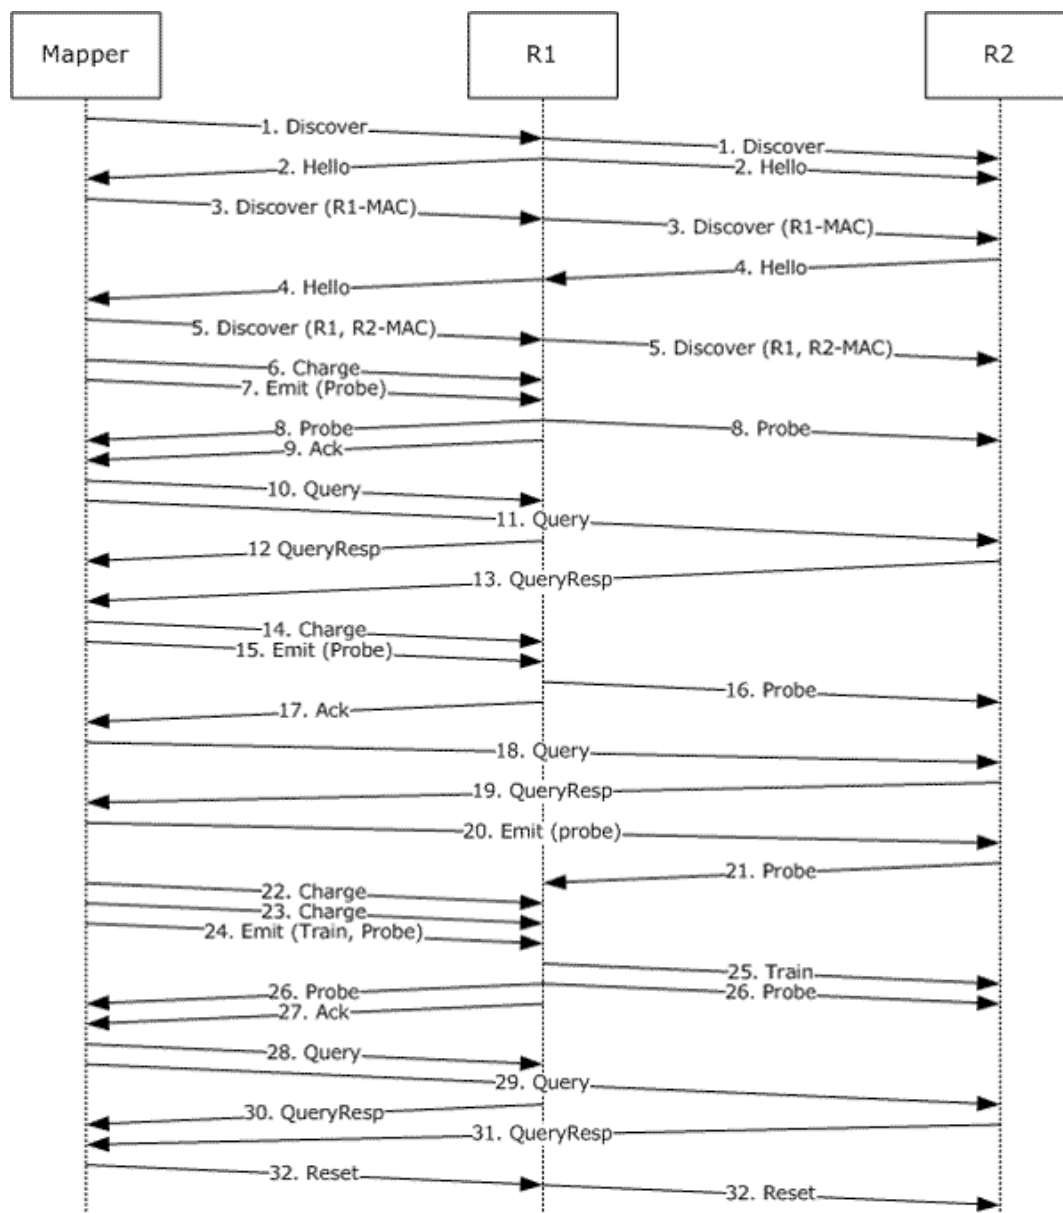 Mapper
R1
R2
1. Discover
1. Discover
2. Hello
2. Hello
3. Discover (R1-MAC)
3. Discover (R1-MAC)
4. Hello
4. Hello
5. Discover (R1, R2-MAC)
5. Discover (R1, R2-MAC)
6. Charge
7. Emit (Probe)
8. Probe
8. Probe
9. Ack
10. Query
11. Query
12 QueryResp
13. QueryResp
14. Charge
15. Emit (Probe)
16. Probe
17. Ack
18. Query
19. QueryResp
20. Emit (probe)
21. Probe
22. Charge
23. Charge
24. Emit (Train, Probe)
25. Train
26. Probe
26. Probe
27. Ack
28. Query
29. Query
30. QueryResp
31. QueryResp
32. Reset
32. Reset